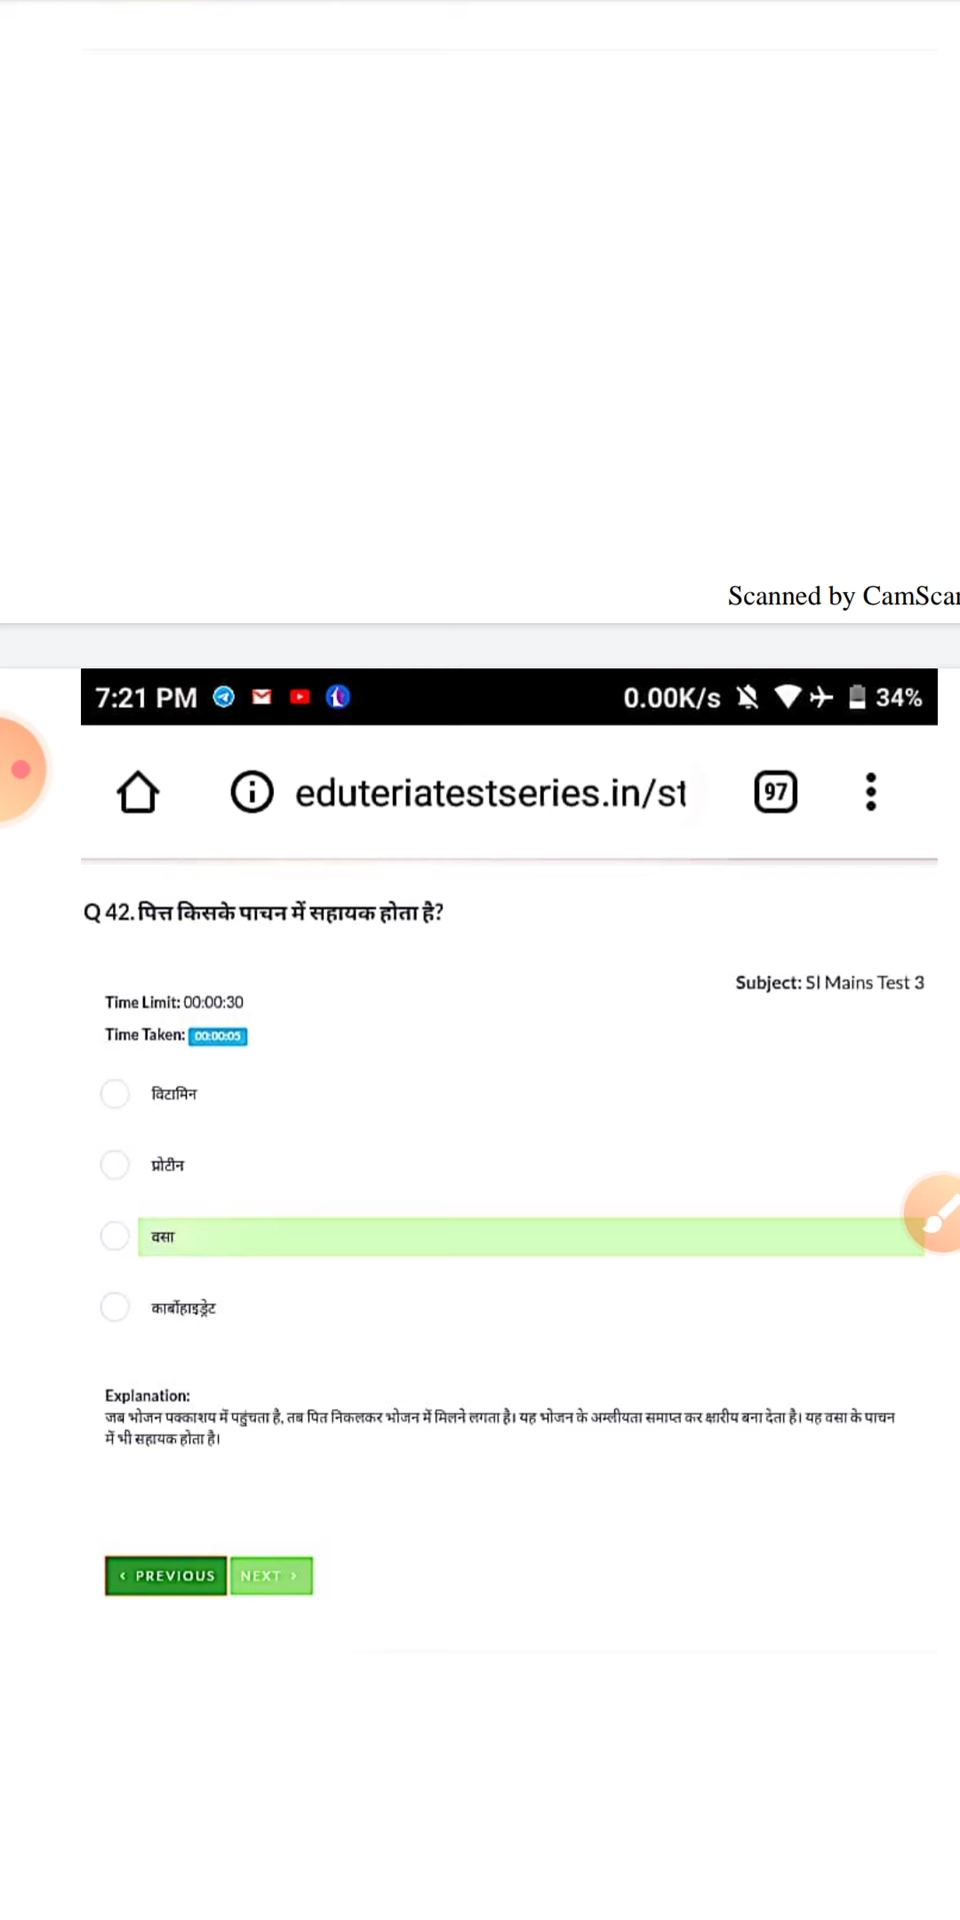 Scanned by CamScan
7:21 PM 0.00K/s 34%
eduteriatestseries.in/st 97
Q 42. पित्त किसके पाचन में सहायक होता है?
Subject: SI Mains Test 3
Time Limit: 00:00:30
Time Taken: 00:00:05
विटामिन
प्रोटीन
वसा
कार्बोहाइड्रेट
Explanation:
जब भोजन पक्काशय में पहुंचता है, तब पित निकलकर भोजन में मिलने लगता है। यह भोजन के अम्लीयता समाप्त कर क्षारीय बना देता है। यह वसा के पाचन
में भी सहायक होता है।
‹ PREVIOUS NEXT ›